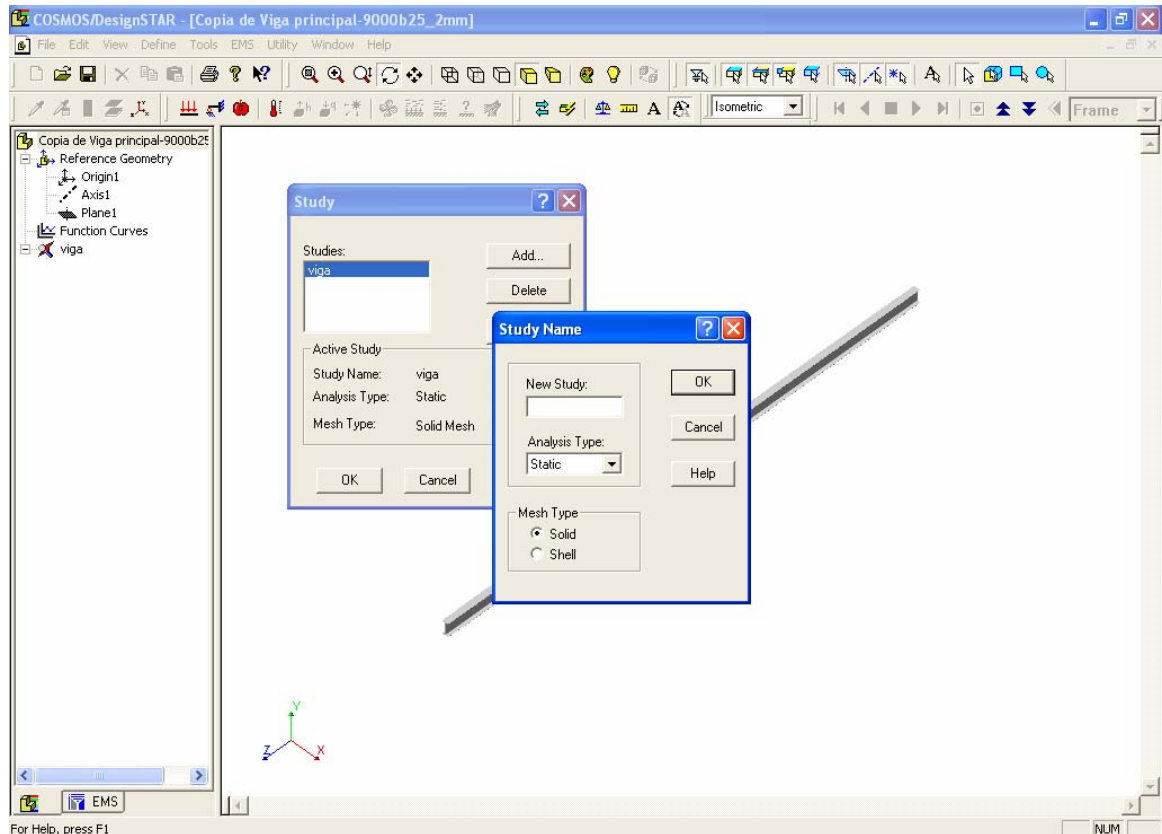 COSMOS/DesignSTAR - [Copia de Viga principal-9000b25_2mm]
File Edit View Define Tools EMS Utility Window Help
A
A Isometric Frame
Copia de Viga principal-9000b25
Reference Geometry
Origin1
Axis1
Plane1
Function Curves
viga
Study
Studies:
viga
Add...
Delete
Active Study
Study Name: viga
Analysis Type: Static
Mesh Type: Solid Mesh
OK Cancel
Study Name
New Study:
OK
Cancel
Analysis Type:
Static
Help
Mesh Type
Solid
Shell
Y
Z X
EMS
For Help, press F1
NUM